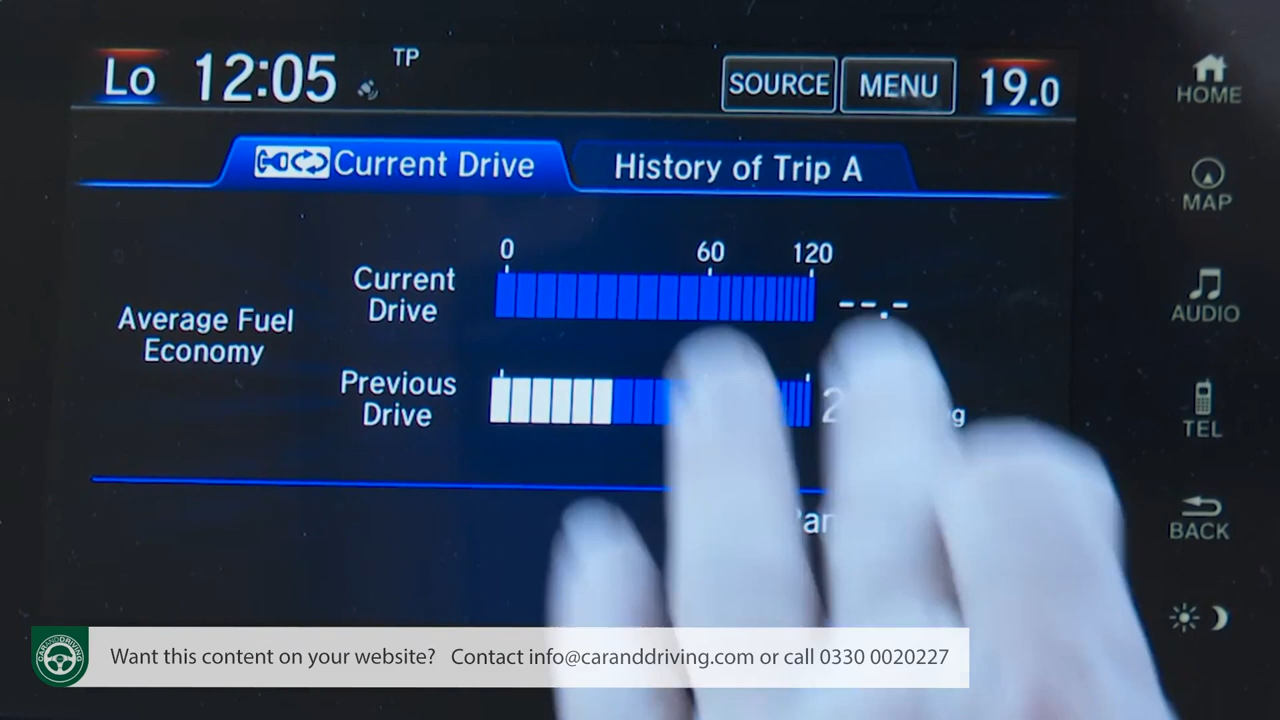 Lo 12:05 TP SOURCE MENU 19.0
HOME
MAP
AUDIO
TEL
BACK
Current Drive History of Trip A
0 60 120
Current
Drive
--.-
Average Fuel
Economy
Previous
Drive
CARANDDRIVING
Want this content on your website? Contact info@caranddriving.com or call 0330 0020227